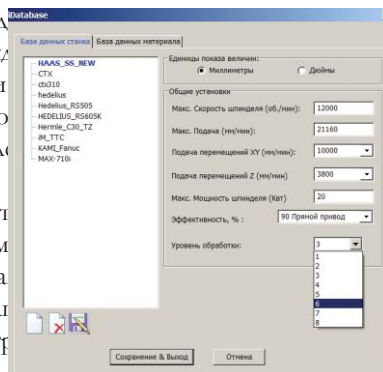 iDatabase
База данных станка База данных материала
HAAS_SS_NEW
CTX
ctx310
hedelius
Hedelius_RS505
HEDELIUS_RS605K
Hermle_C30_TZ
iM_TTC
KAMI_Fanuc
MAX-710i
Единицы показа величин:
Миллиметры Дюймы
Общие установки
Макс. Скорость шпинделя (об./мин): 12000
Макс. Подача (мм/мин): 21160
Подача перемещений XY (мм/мин): 10000
Подача перемещений Z (мм/мин) 3800
Макс. Мощность шпинделя (Квт) 20
Эффективность, % : 90 Прямой привод
Уровень обработки: 3
1
2
3
4
5
6
7
8
Сохранение & Выход Отмена